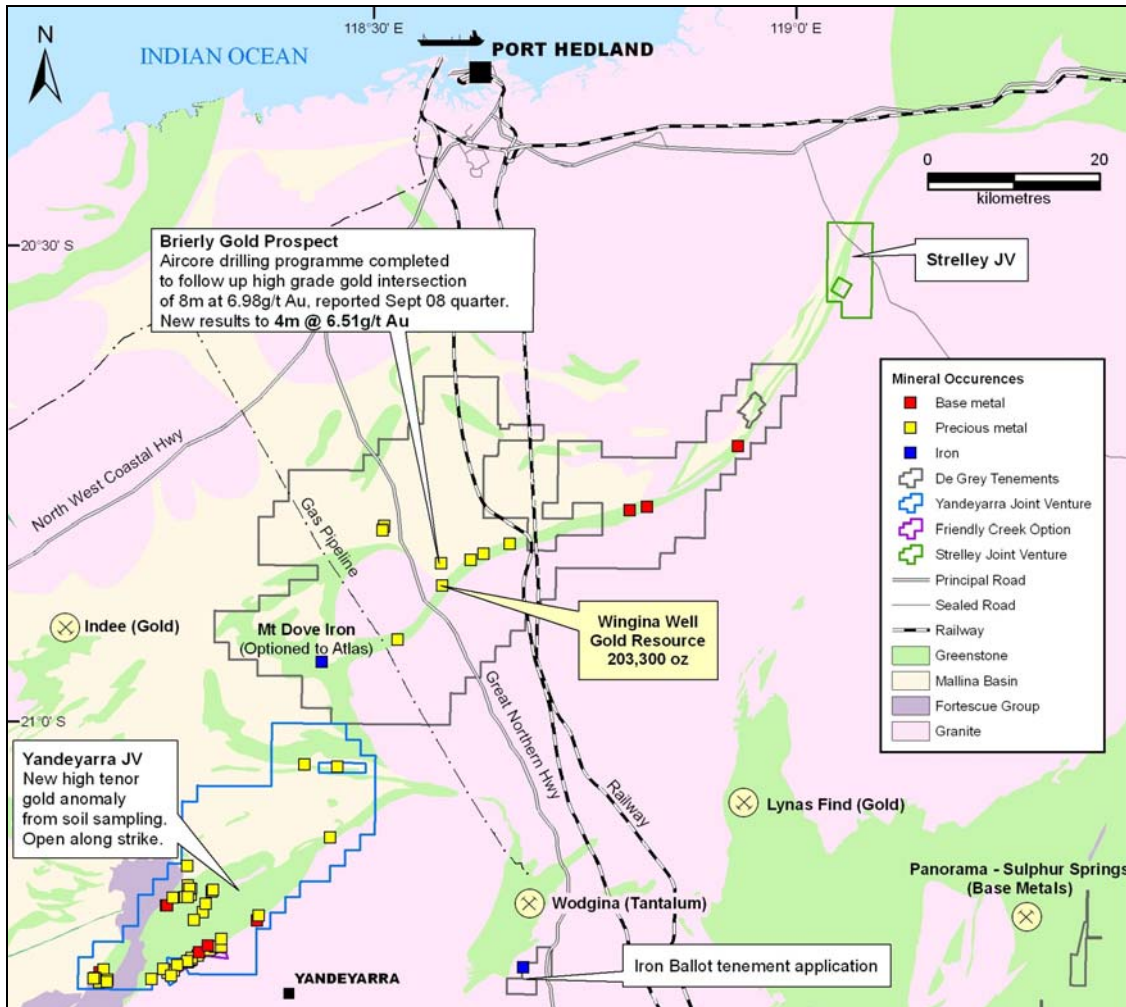 118°30' E
119°0' E
N
INDIAN OCEAN
PORT HEDLAND
0
20
kilometres
20°30' S
Brierly Gold Prospect
Aircore drilling programme completed
to follow up high grade gold intersection
of 8m at 6.98g/t Au, reported Sept 08 quarter.
New results to 4m @ 6.51g/t Au
Strelley JV
Mineral Occurences
Base metal
Precious metal
Iron
De Grey Tenements
Yandeyarra Joint Venture
Friendly Creek Option
Strelley Joint Venture
Principal Road
Sealed Road
Railway
Greenstone
Mallina Basin
Fortescue Group
Granite
North West Coastal Hwy
Gas Pipeline
Indee (Gold)
Mt Dove Iron
(Optioned to Atlas)
Wingina Well
Gold Resource
203,300 oz
Great Northern Hwy
21°0' S
Yandeyarra JV
New high tenor
gold anomaly
from soil sampling.
Open along strike.
Railway
Lynas Find (Gold)
Panorama - Sulphur Springs
(Base Metals)
Wodgina (Tantalum)
Iron Ballot tenement application
YANDEYARRA